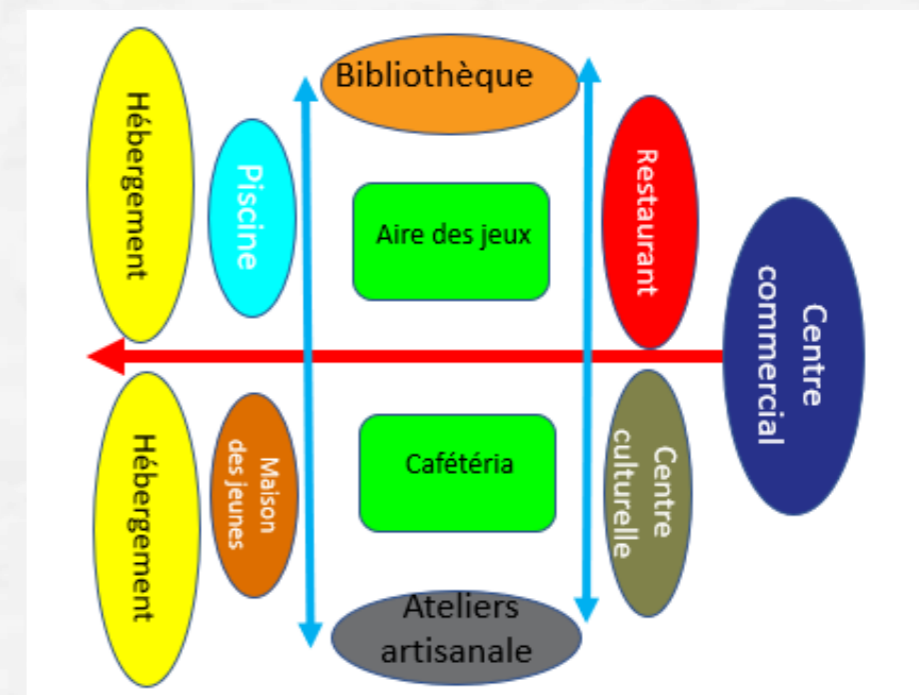 Bibliothèque
Hébergement
Piscine
Aire des jeux
Restaurant
Centre
commercial
Hébergement
Maison
des jeunes
Cafétéria
Centre
culturelle
Ateliers
artisanale